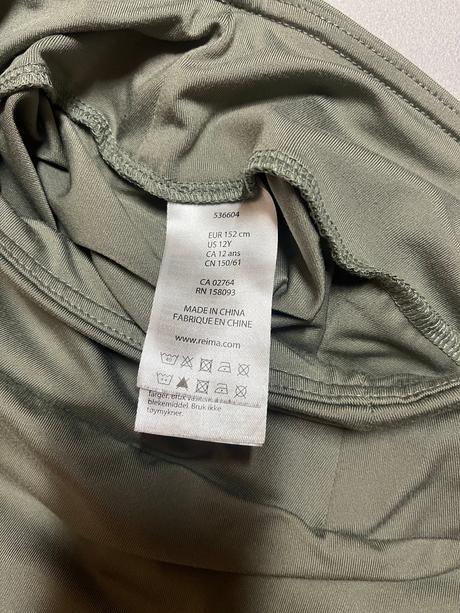 536604
EUR 152 cm
US 12Y
CA 12 ans
CN 150/61
CA 02764
RN 158093
MADE IN CHINA
FABRIQUE EN CHINE
www.reima.com
blekemiddel. Bruk ikke
tøymykner.